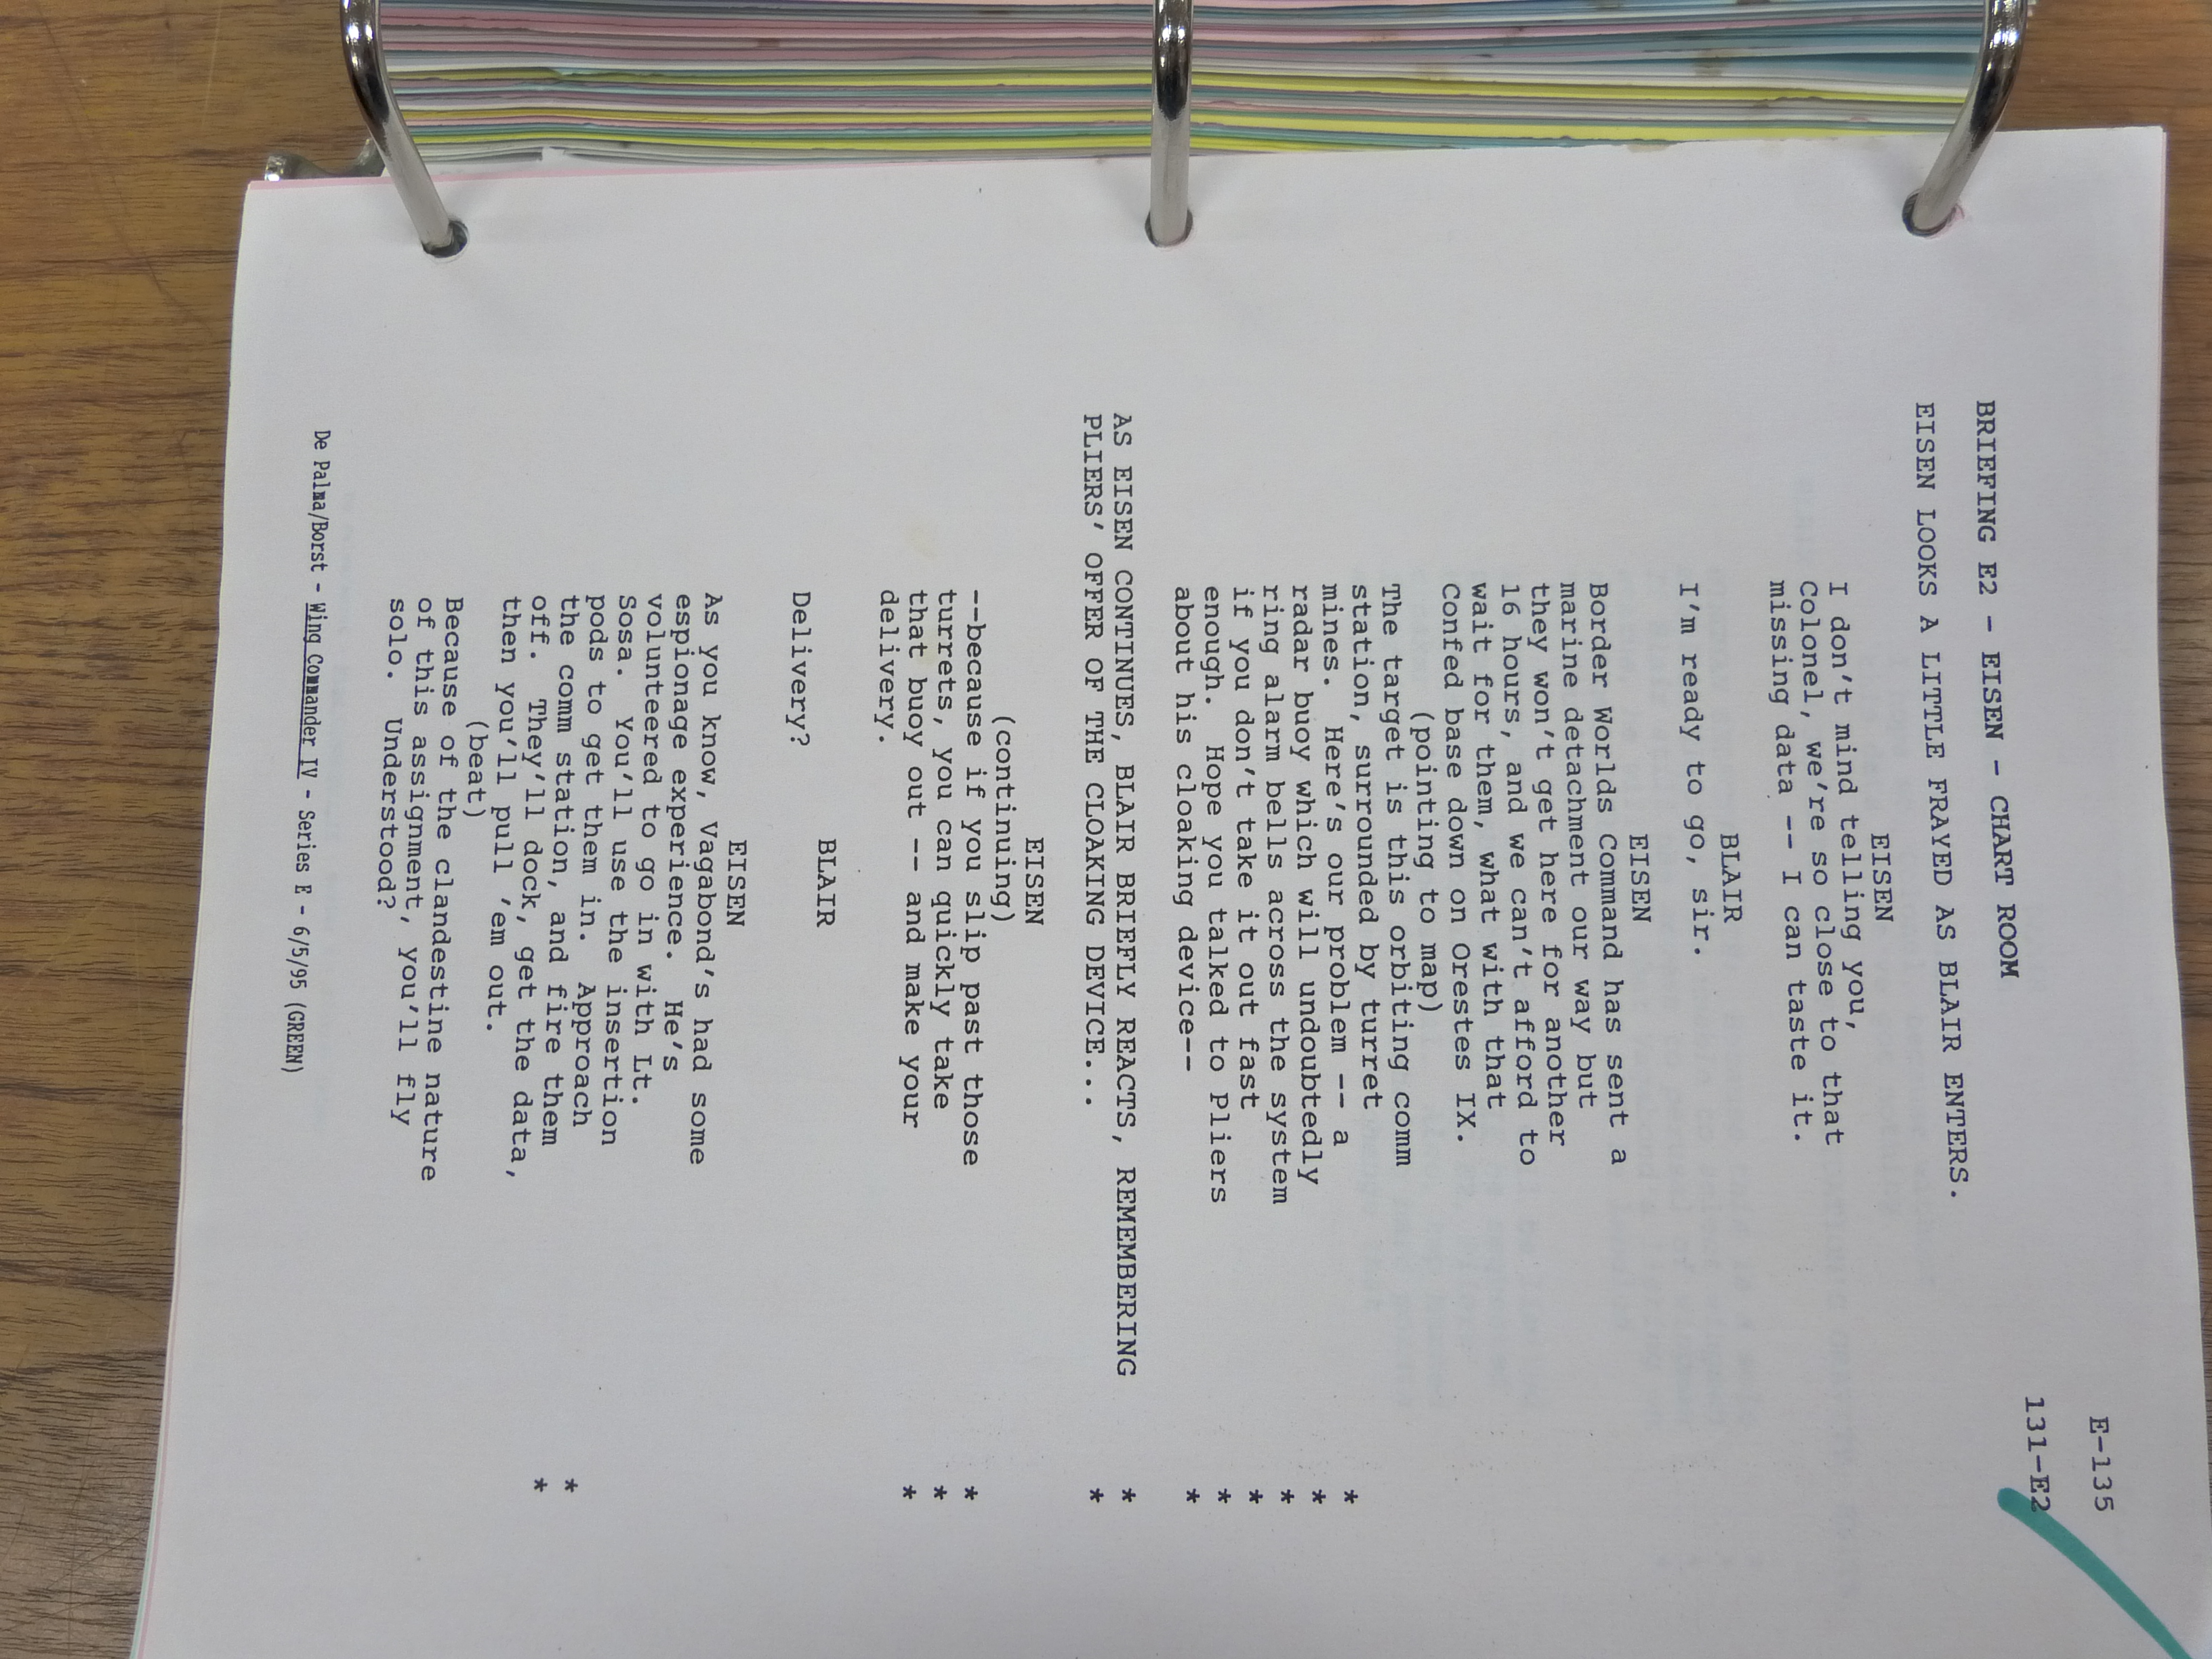 E-135
131-E2
BRIEFING E2 - EISEN - CHART ROOM
EISEN LOOKS A LITTLE FRAYED AS BLAIR ENTERS.
EISEN
I don't mind telling you,
Colonel, we're so close to that
missing data -- I can taste it.
BLAIR
I'm ready to go, sir.
EISEN
Border Worlds Command has sent a
marine detachment our way but
they won't get here for another
16 hours, and we can't afford to
wait for them, what with that
Confed base down on Orestes IX.
(pointing to map)
The target is this orbiting comm
station, surrounded by turret
mines. Here's our problem -- a *
radar buoy which will undoubtedly *
ring alarm bells across the system *
if you don't take it out fast *
enough. Hope you talked to Pliers *
about his cloaking device-- *
AS EISEN CONTINUES, BLAIR BRIEFLY REACTS, REMEMBERING *
PLIERS' OFFER OF THE CLOAKING DEVICE... *
EISEN
(continuing)
--because if you slip past those *
turrets, you can quickly take *
that buoy out -- and make your *
delivery.
BLAIR
Delivery?
EISEN
As you know, Vagabond's had some
espionage experience. He's
volunteered to go in with Lt.
Sosa. You'll use the insertion
pods to get them in. Approach
the comm station, and fire them *
off. They'll dock, get the data, *
then you'll pull 'em out.
(beat)
Because of the clandestine nature
of this assignment, you'll fly
solo. Understood?
De Palma/Borst - Wing Commander IV - Series E - 6/5/95 (GREEN)